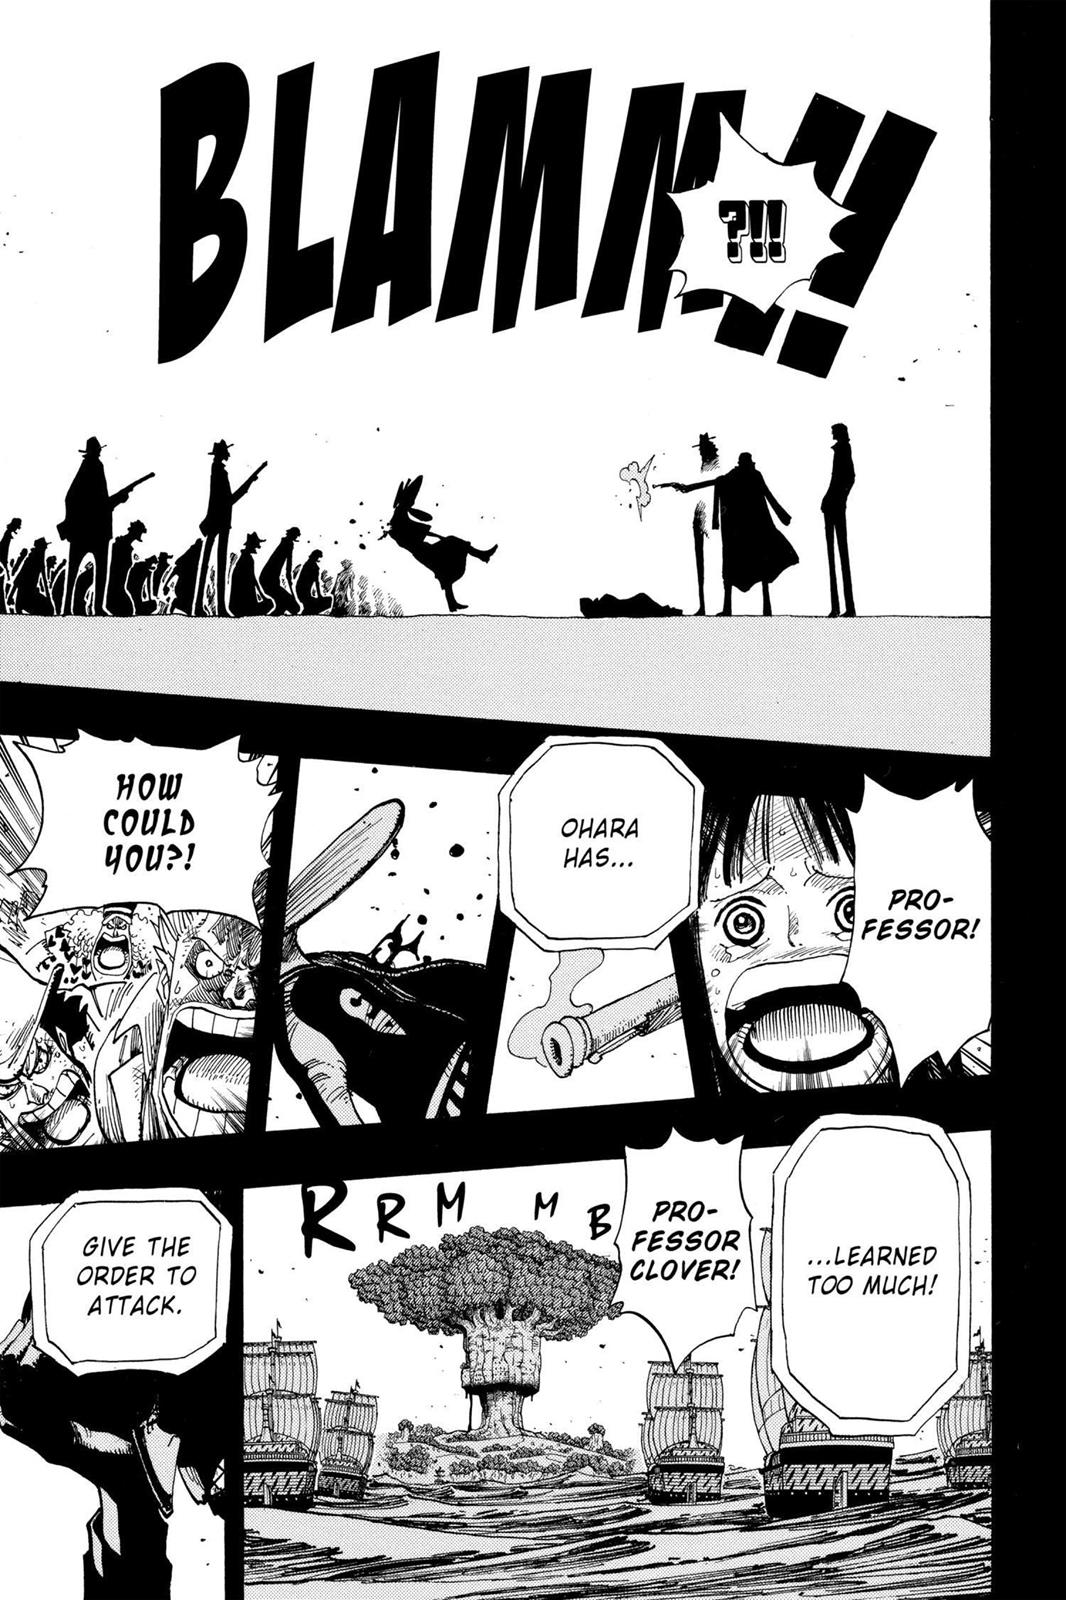 BLAMM!!
?!!
PRO-
FESSOR!
OHARA
HAS...
HOW
COULD
YOU?!
...LEARNED
TOO MUCH!
PRO-
FESSOR
CLOVER!
RRMMB
GIVE THE
ORDER TO
ATTACK.